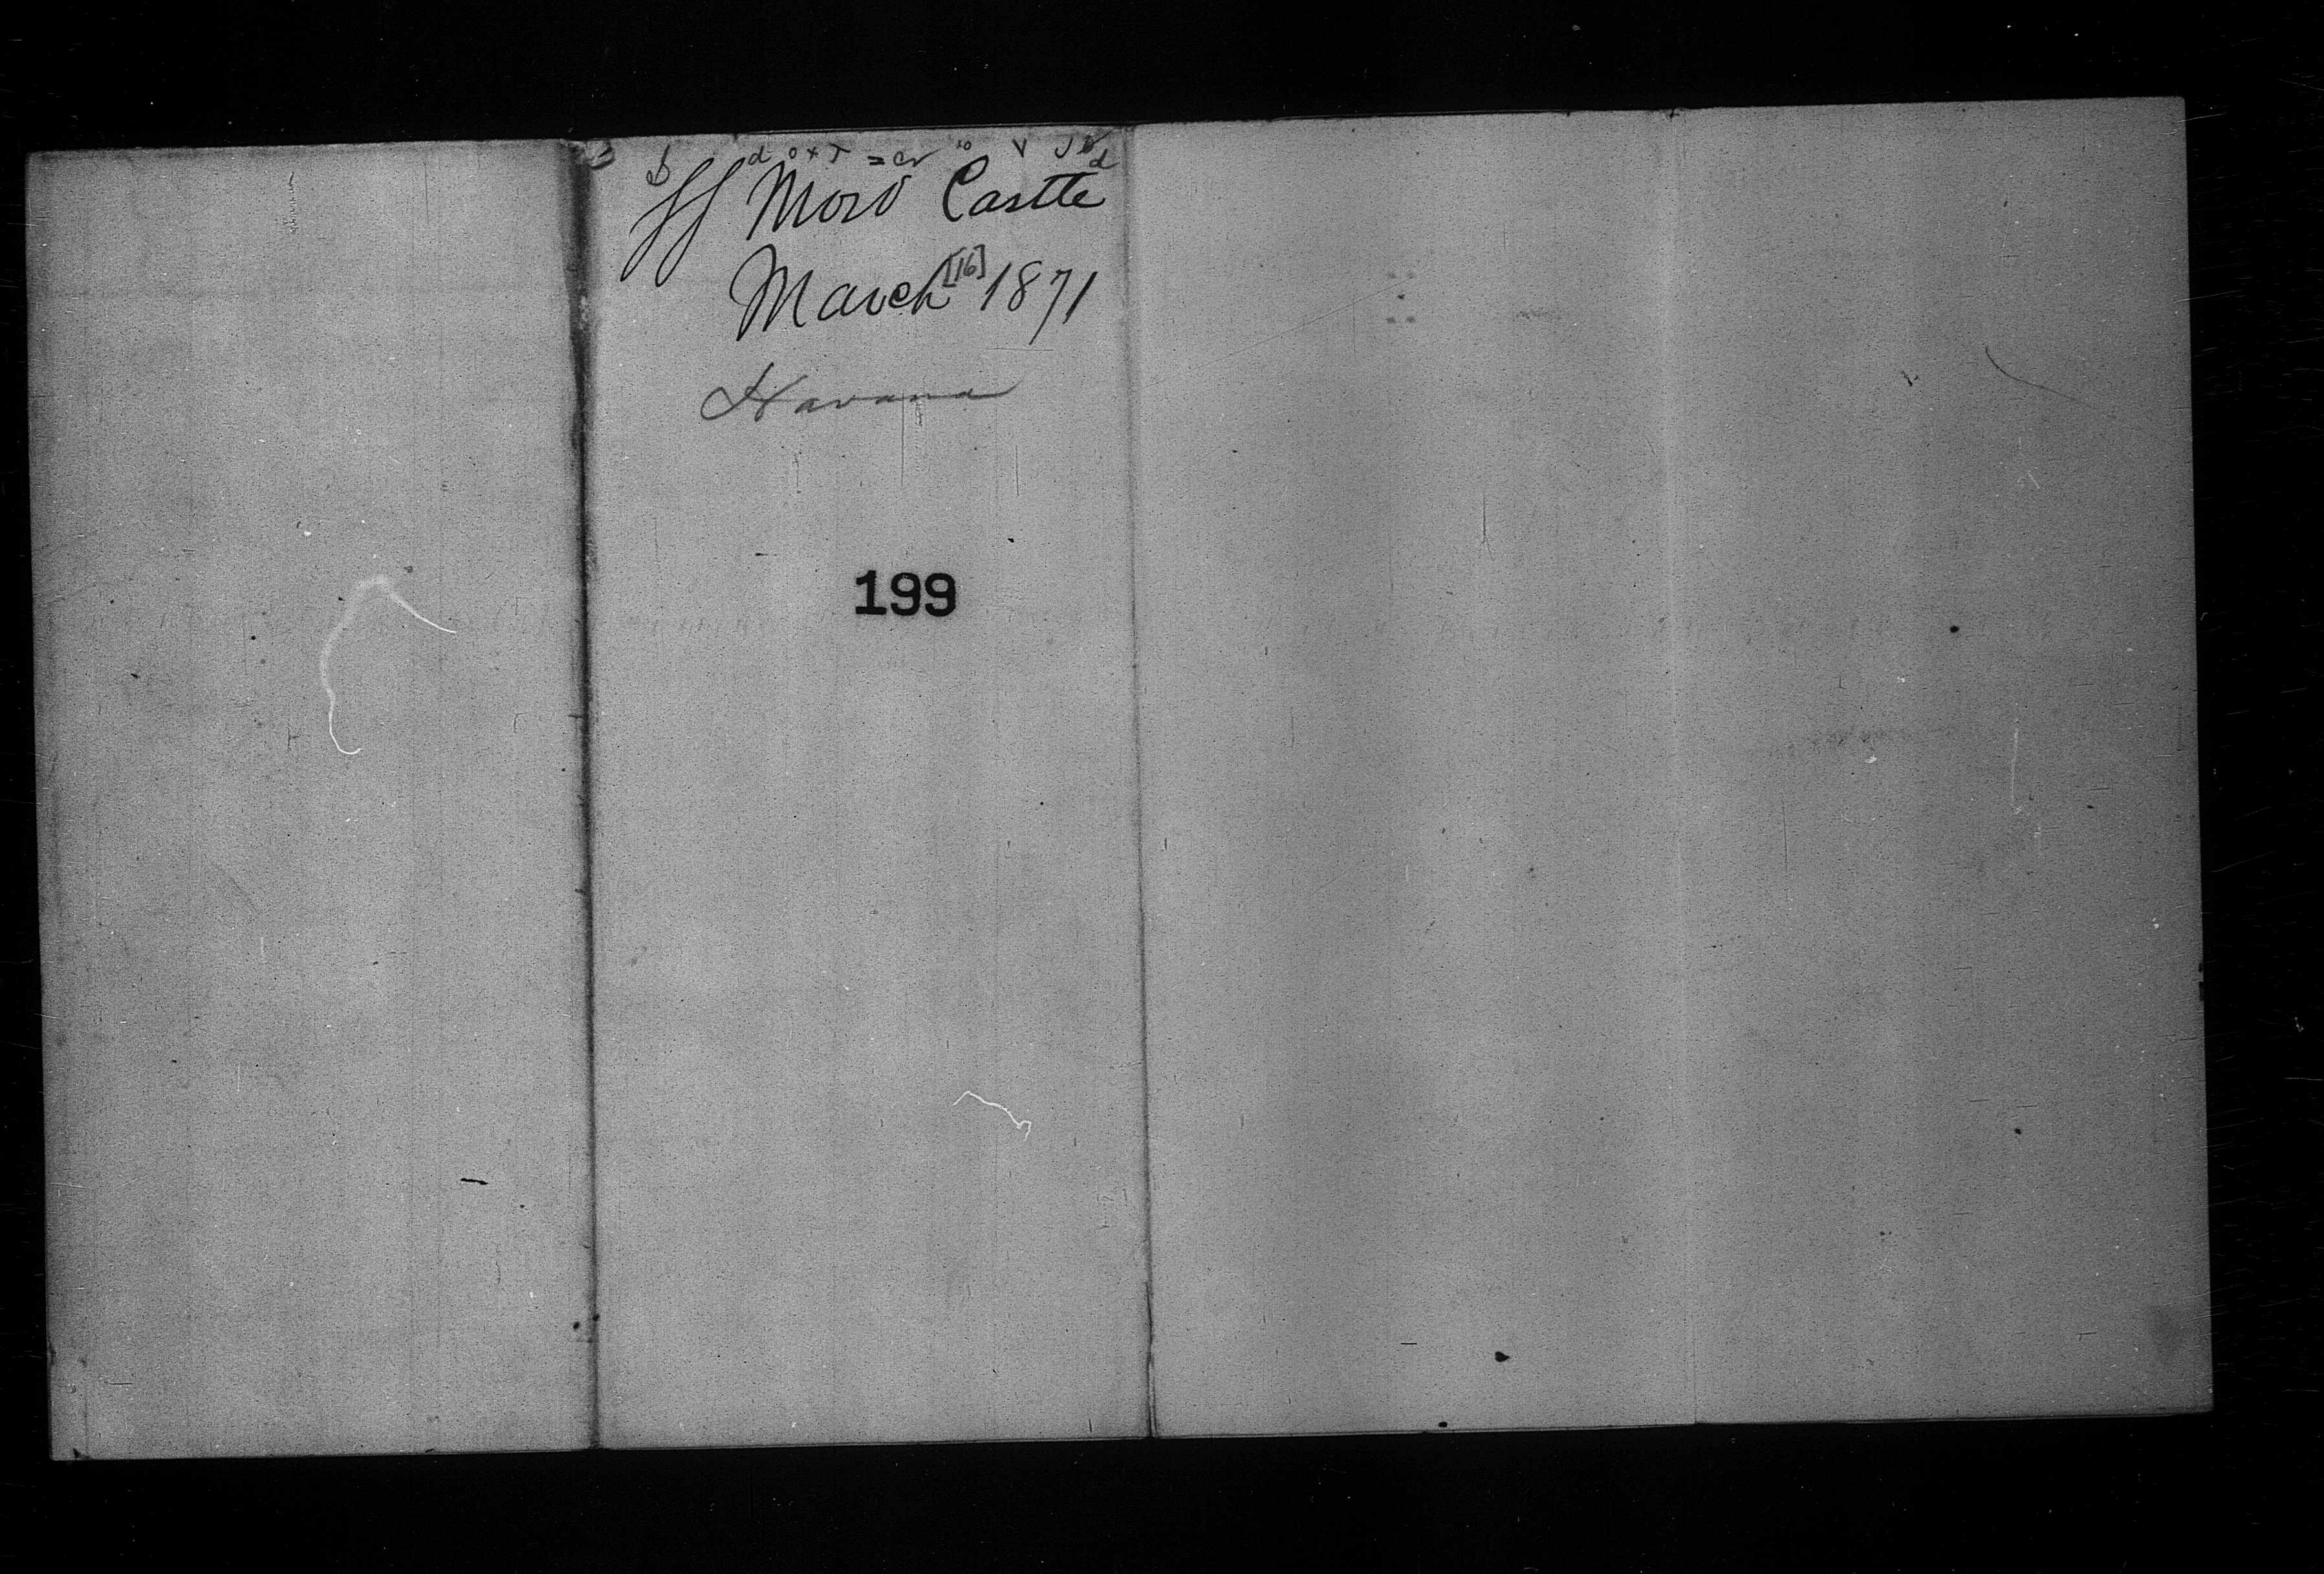 SS Moro Castle
March [16] 1871
Havana
199